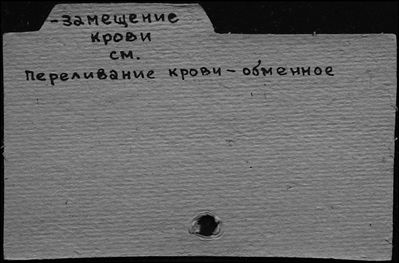 -Замещение
крови
см.
Переливание крови - обменное